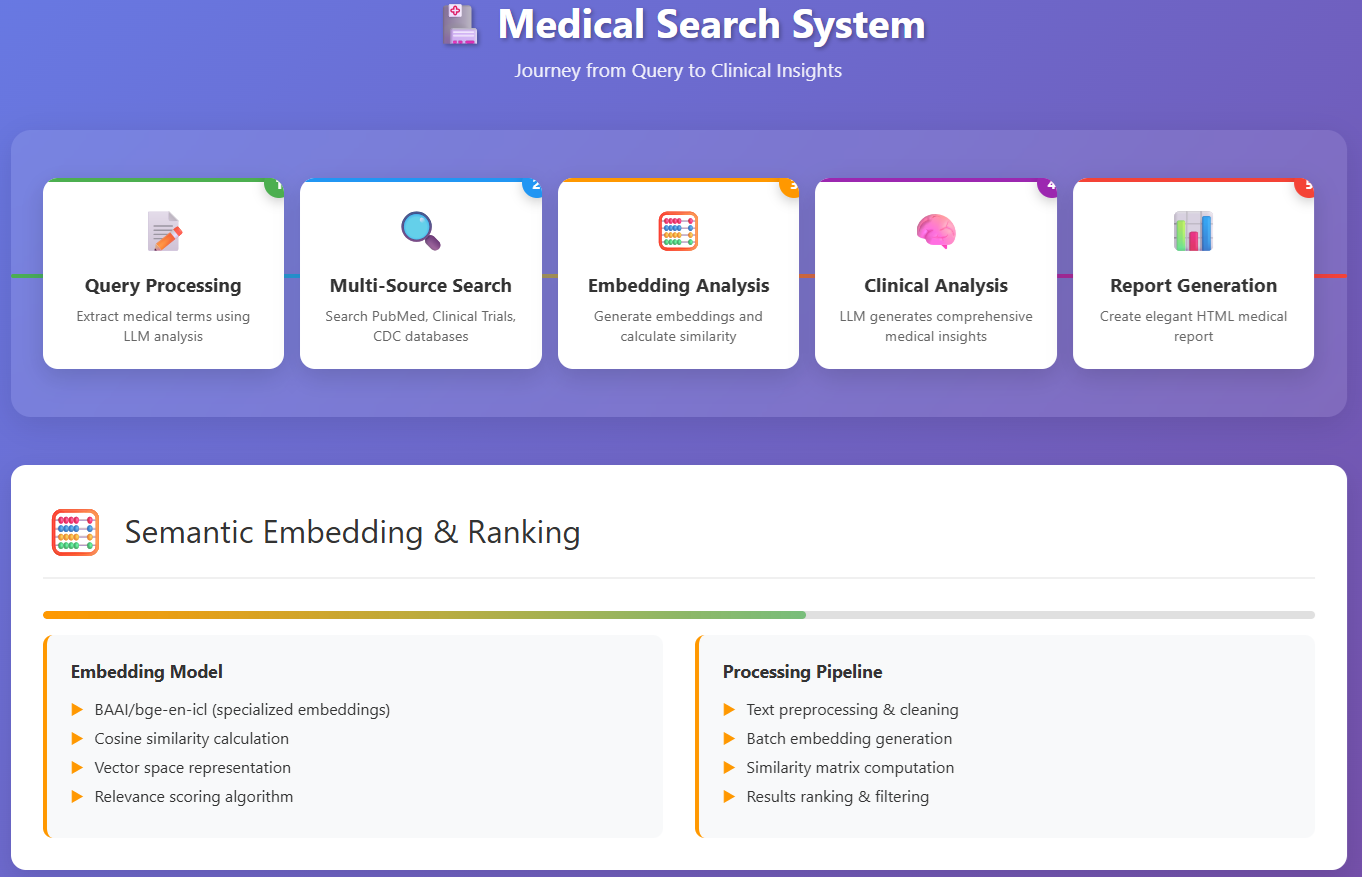 Medical Search System
Journey from Query to Clinical Insights
1
2
3
4
5
Query Processing
Extract medical terms using
LLM analysis
Multi-Source Search
Search PubMed, Clinical Trials,
CDC databases
Embedding Analysis
Generate embeddings and
calculate similarity
Clinical Analysis
LLM generates comprehensive
medical insights
Report Generation
Create elegant HTML medical
report
Semantic Embedding & Ranking
Embedding Model
BAAI/bge-en-icl (specialized embeddings)
Cosine similarity calculation
Vector space representation
Relevance scoring algorithm
Processing Pipeline
Text preprocessing & cleaning
Batch embedding generation
Similarity matrix computation
Results ranking & filtering